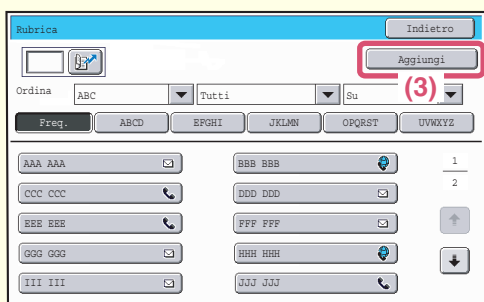 Rubrica
Indietro
Aggiungi
(3)
Ordina
ABC
Tutti
Su
Freq.
ABCD
EFGHI
JKLMN
OPQRST
UVWXYZ
AAA AAA
BBB BBB
1
CCC CCC
DDD DDD
2
EEE EEE
FFF FFF
GGG GGG
HHH HHH
III III
JJJ JJJ